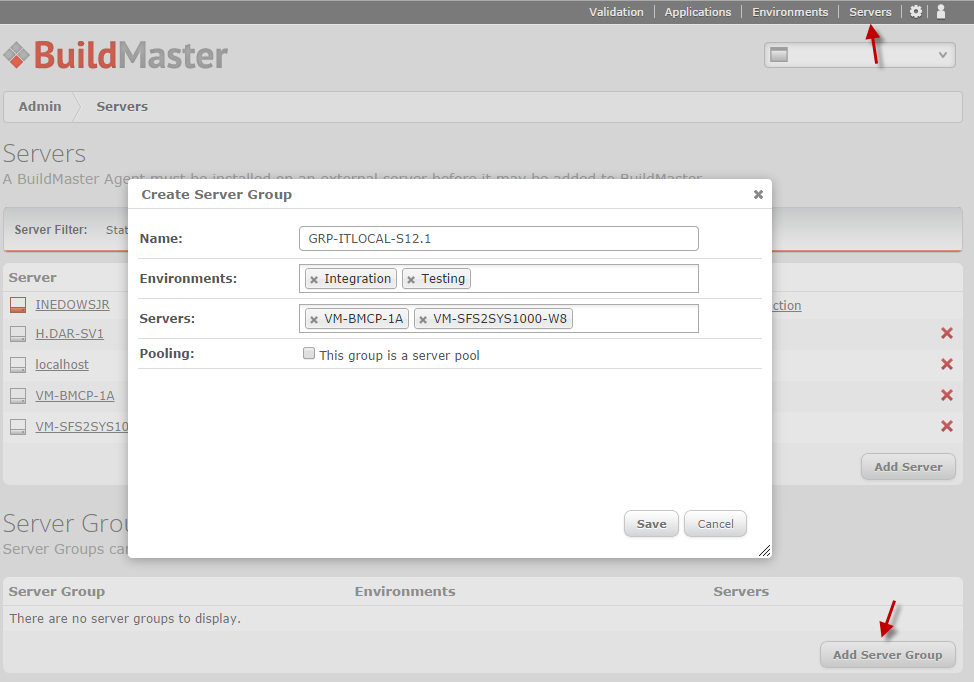 Validation Applications Environments Servers
BuildMaster
Admin Servers
Servers
A BuildMaster Agent must be installed on an external server before it may be added to BuildMaster.
Create Server Group
Server Filter:
Name: GRP-ITLOCAL-S12.1
Environments: Integration Testing
Servers: VM-BMCP-1A VM-SFS2SYS1000-W8
Pooling: This group is a server pool
Server
INEDOWSJR
H.DAR-SV1
localhost
VM-BMCP-1A
VM-SFS2SYS10
Add Server
Save Cancel
Server Grou
Server Groups ca
Server Group Environments Servers
There are no server groups to display.
Add Server Group